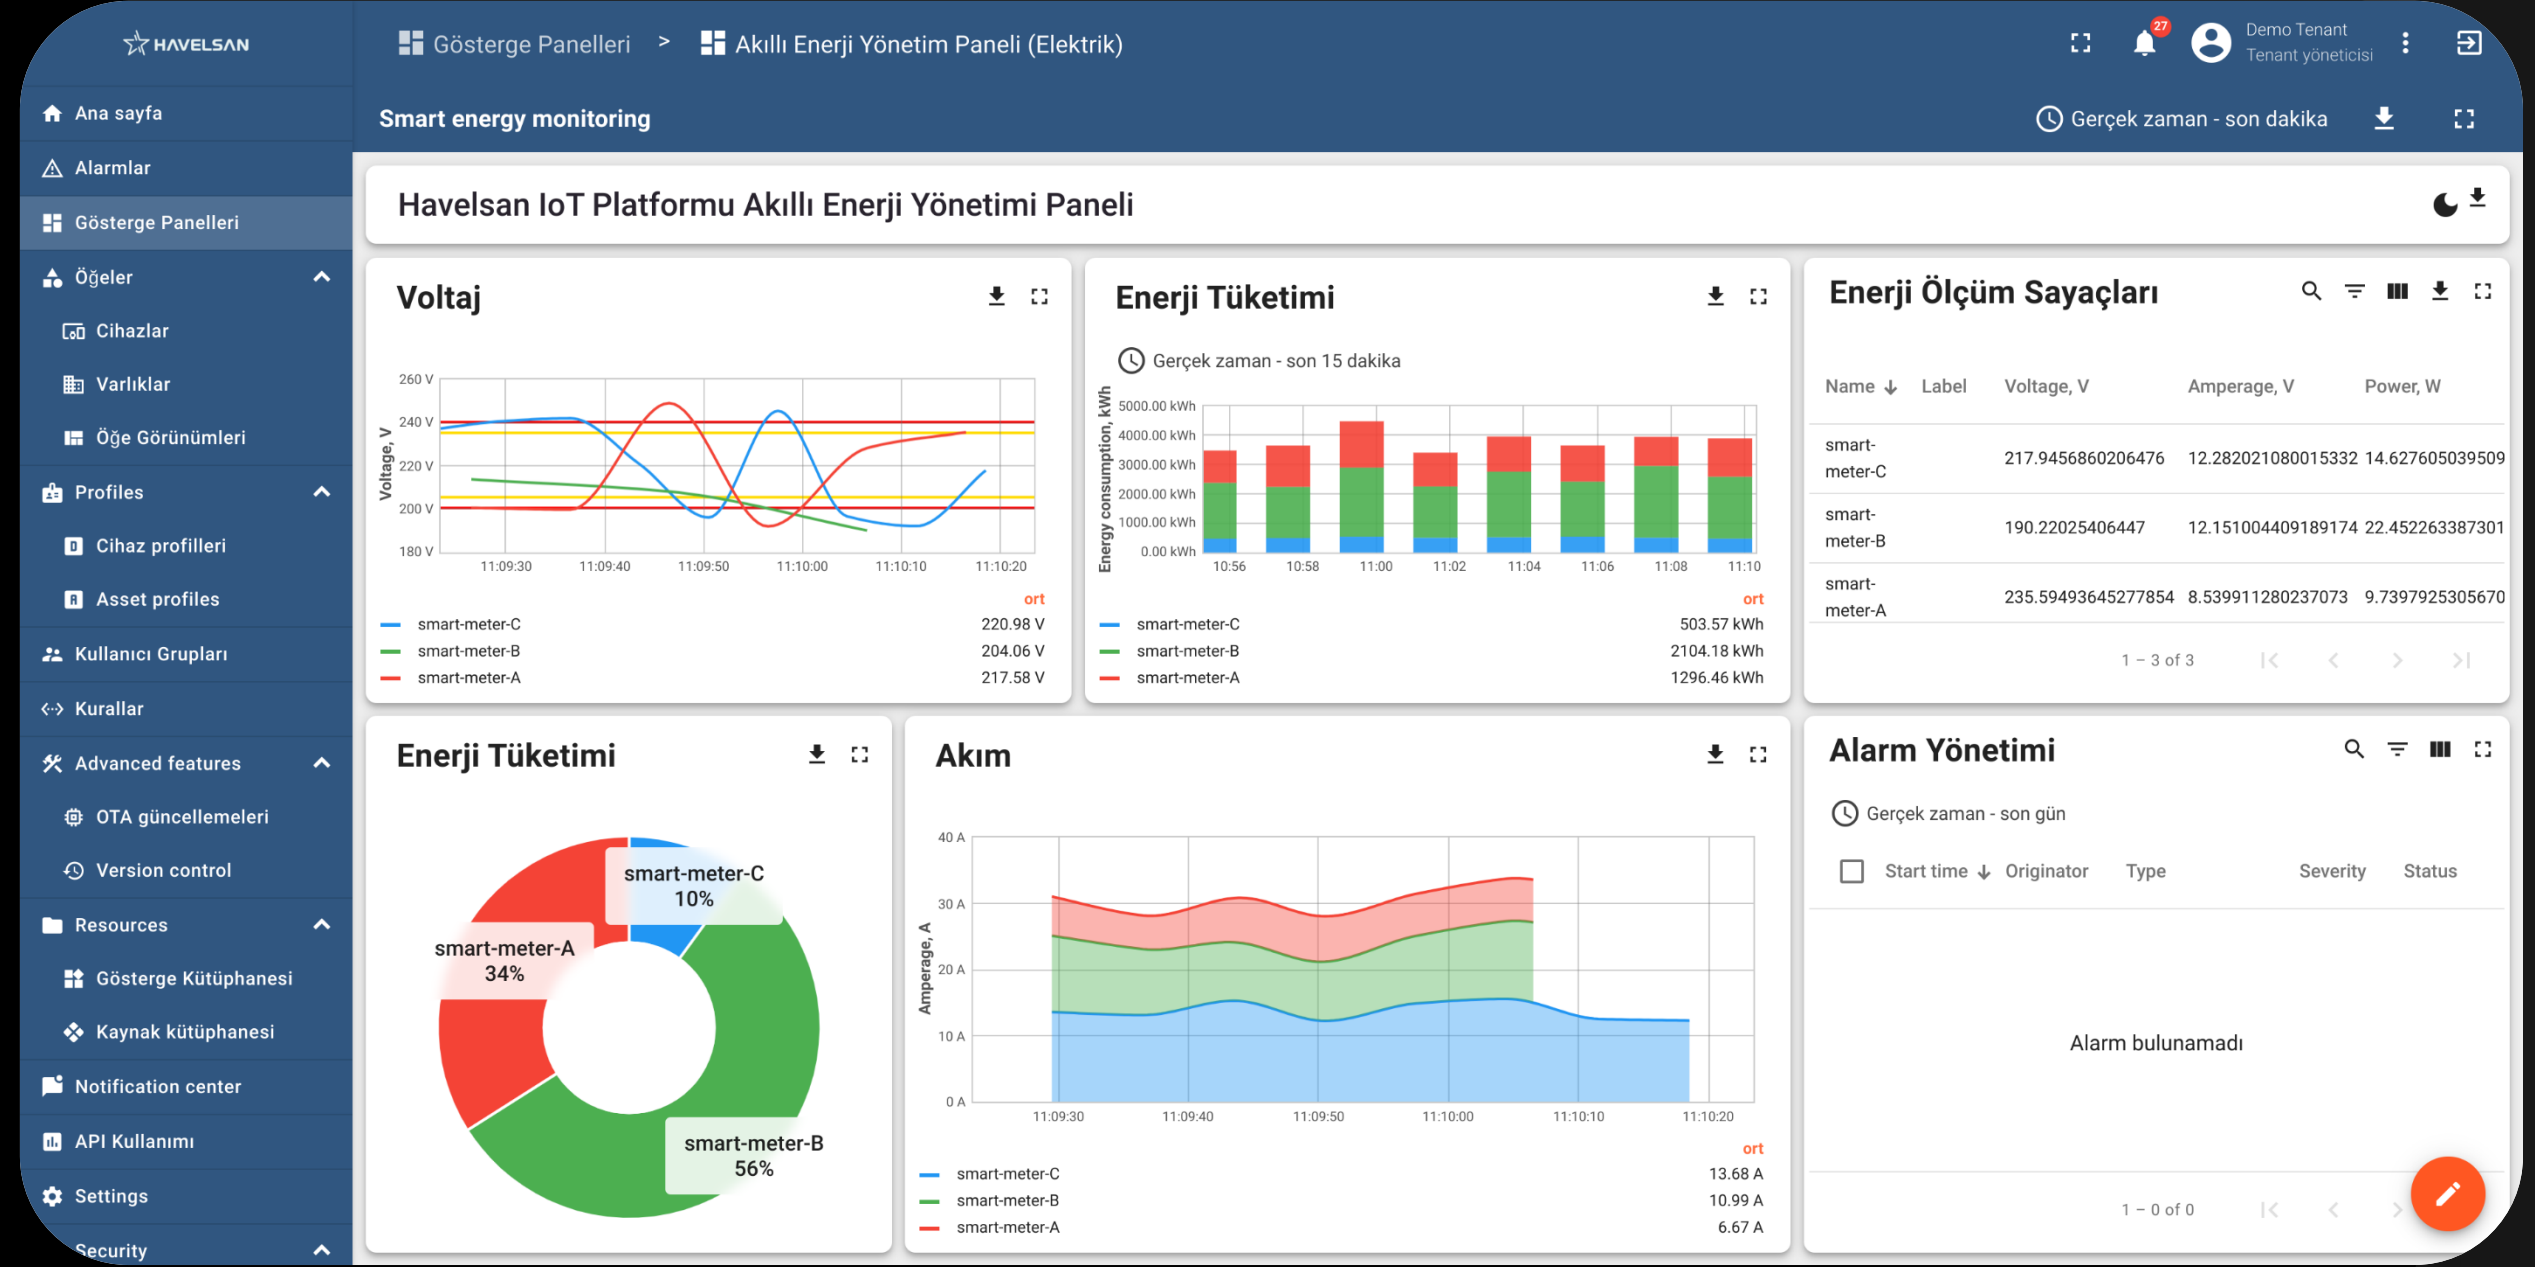 HAVELSAN
Gösterge Panelleri > Akıllı Enerji Yönetim Paneli (Elektrik)
27
Demo Tenant
Tenant yöneticisi
Smart energy monitoring
Gerçek zaman - son dakika
Ana sayfa
Alarmlar
Gösterge Panelleri
Öğeler
Cihazlar
Varlıklar
Öğe Görünümleri
Profiles
Cihaz profilleri
Asset profiles
Kullanıcı Grupları
Kurallar
Advanced features
OTA güncellemeleri
Version control
Resources
Gösterge Kütüphanesi
Kaynak kütüphanesi
Notification center
API Kullanımı
Settings
Security
Havelsan IoT Platformu Akıllı Enerji Yönetimi Paneli
Voltaj
Voltage, V
260 V
240 V
220 V
200 V
180 V
11:09:30 11:09:40 11:09:50 11:10:00 11:10:10 11:10:20
ort
smart-meter-C 220.98 V
smart-meter-B 204.06 V
smart-meter-A 217.58 V
Enerji Tüketimi
Gerçek zaman - son 15 dakika
Energy consumption, kWh
5000.00 kWh
4000.00 kWh
3000.00 kWh
2000.00 kWh
1000.00 kWh
0.00 kWh
10:56 10:58 11:00 11:02 11:04 11:06 11:08 11:10
ort
smart-meter-C 503.57 kWh
smart-meter-B 2104.18 kWh
smart-meter-A 1296.46 kWh
Enerji Ölçüm Sayaçları
Name Label Voltage, V Amperage, V Power, W
smart-
meter-C 217.9456860206476 12.282021080015332 14.627605039509
smart-
meter-B 190.22025406447 12.151004409189174 22.452263387301
smart-
meter-A 235.59493645277854 8.539911280237073 9.7397925305670
1 – 3 of 3
Enerji Tüketimi
smart-meter-C
10%
smart-meter-A
34%
smart-meter-B
56%
Akım
Amperage, A
40 A
30 A
20 A
10 A
0 A
11:09:30 11:09:40 11:09:50 11:10:00 11:10:10 11:10:20
ort
smart-meter-C 13.68 A
smart-meter-B 10.99 A
smart-meter-A 6.67 A
Alarm Yönetimi
Gerçek zaman - son gün
Start time Originator Type Severity Status
Alarm bulunamadı
1 – 0 of 0